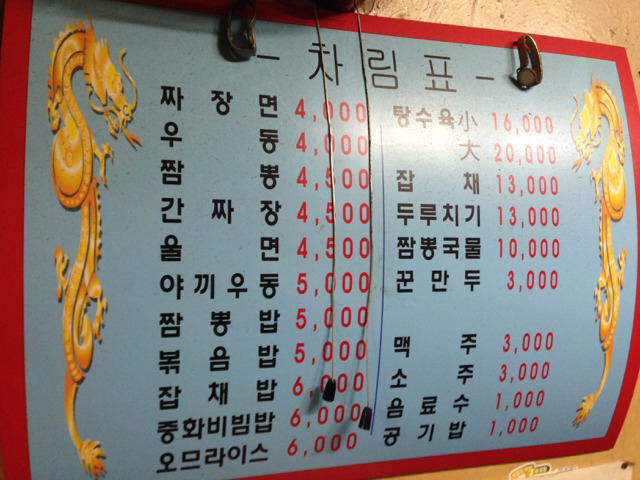 - 차림표 -
짜장면 4,000
우동 4,000
짬뽕 4,500
간짜장 4,500
울면 4,500
야끼우동 5,000
짬뽕밥 5,000
볶음밥 5,000
잡채밥 6,000
중화비빔밥 6,000
오므라이스 6,000
탕수육小 16,000
大 20,000
잡채 13,000
두루치기 13,000
짬뽕국물 10,000
꾼만두 3,000
맥주 3,000
소주 3,000
음료수 1,000
공기밥 1,000